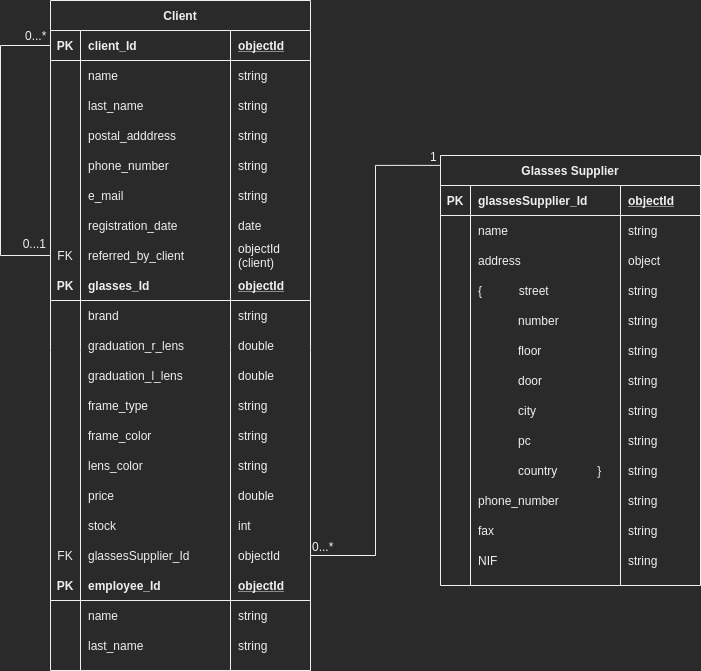 Client
0...*
PK client_Id objectId
name string
last_name string
postal_adddress string
phone_number string
e_mail string
registration_date date
0...1
FK referred_by_client objectId (client)
PK glasses_Id objectId
brand string
graduation_r_lens double
graduation_l_lens double
frame_type string
frame_color string
lens_color string
price double
stock int
FK glassesSupplier_Id objectId
0...*
PK employee_Id objectId
name string
last_name string
1
Glasses Supplier
PK glassesSupplier_Id objectId
name string
address object
{ street string
number string
floor string
door string
city string
pc string
country } string
phone_number string
fax string
NIF string